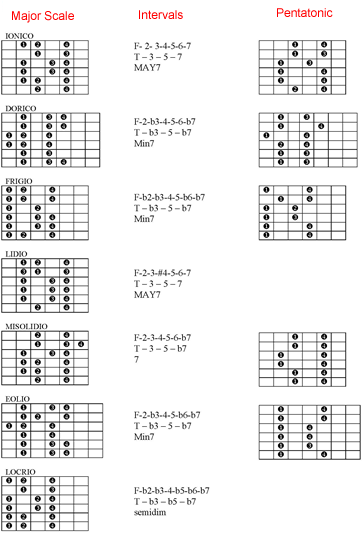 Major Scale Intervals Pentatonic
IONICO
F- 2- 3-4-5-6-7
T – 3 – 5 – 7
MAY7
DORICO
F-2-b3-4-5-6-b7
T – b3 – 5 – b7
Min7
FRIGIO
F-b2-b3-4-5-b6-b7
T – b3 – 5 – b7
Min7
LIDIO
F-2-3-#4-5-6-7
T – 3 – 5 – 7
MAY7
MISOLIDIO
F-2-3-4-5-6-b7
T – 3 – 5 – b7
7
EOLIO
F-2-b3-4-5-b6-b7
T – b3 – 5 – b7
Min7
LOCRIO
F-b2-b3-4-b5-b6-b7
T – b3 – b5 – b7
semidim